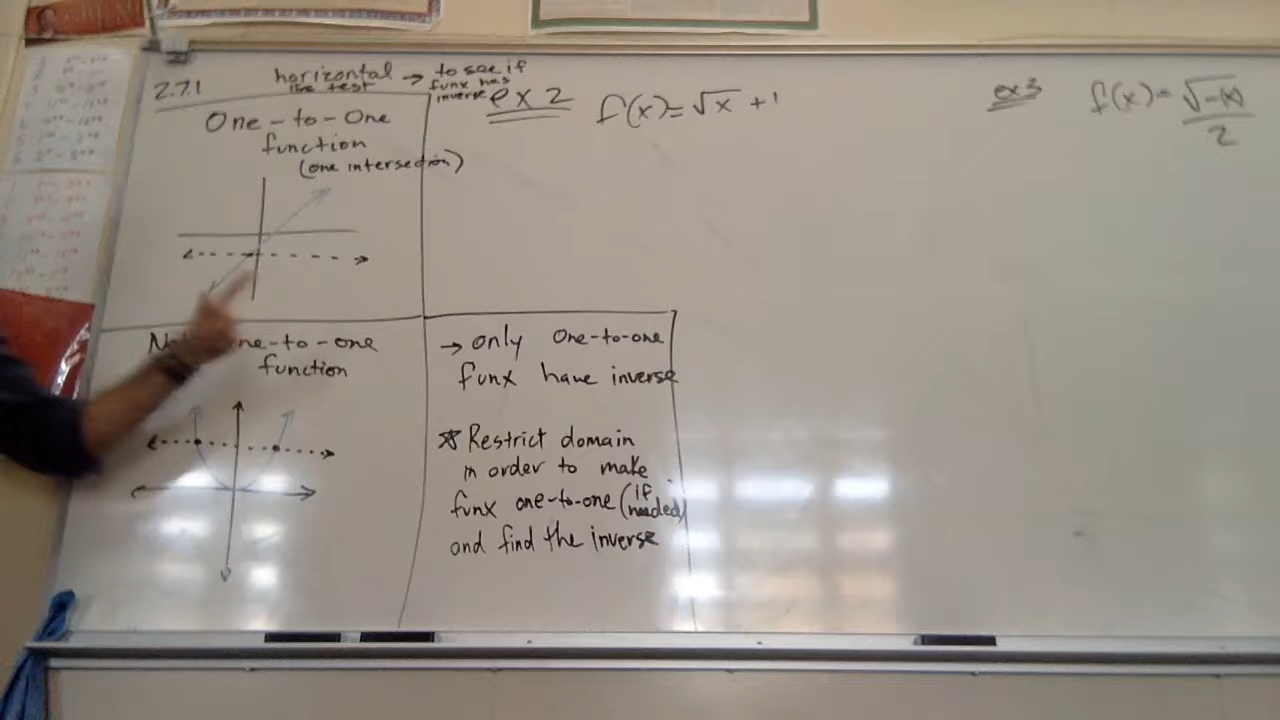 2.7.1
horizontal → to see if
line test funx has
inverse
One-to-One
function
(one intersection)
ex 2 f(x)=√x +1
ex 3 f(x)=
2
one-to-one
function
→ only one-to-one
funx have inverse
☆ Restrict domain
in order to make
funx one-to-one (if
needed)
and find the inverse